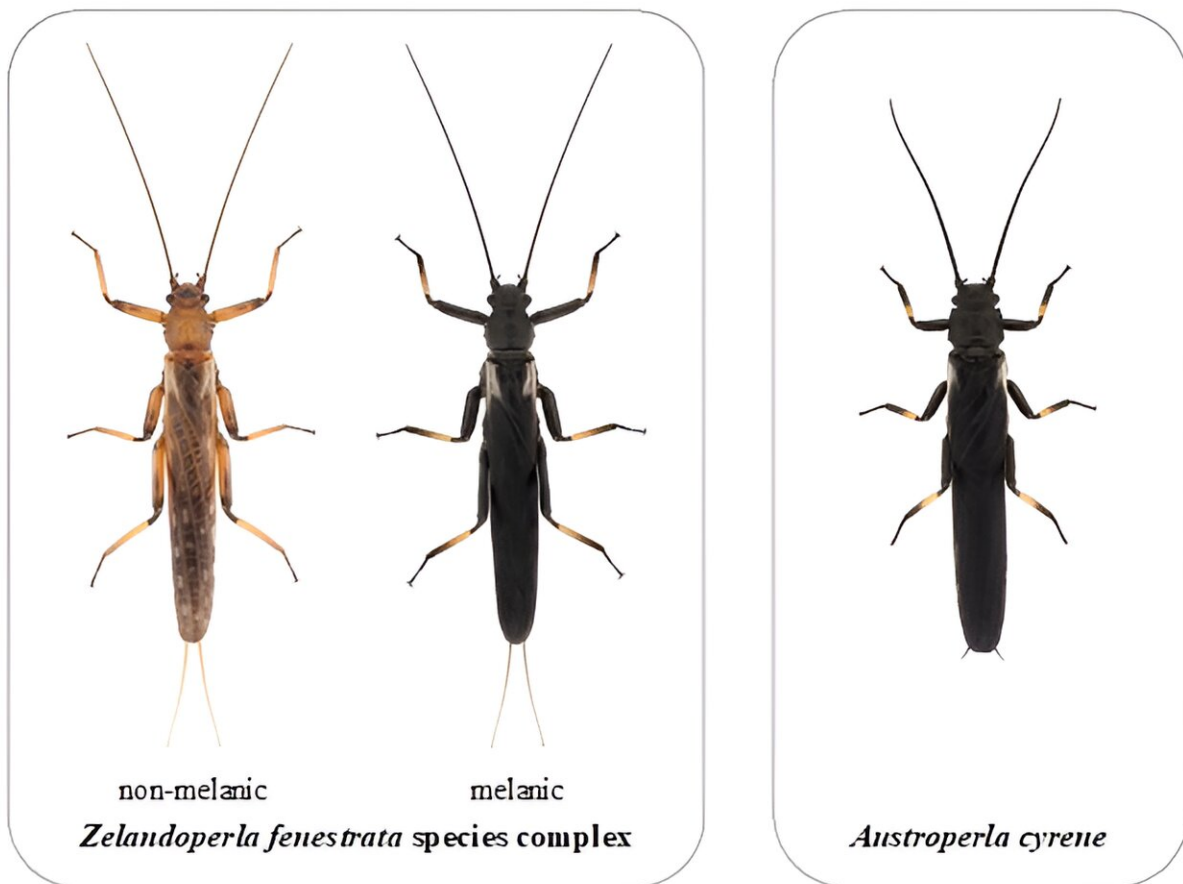 non-melanic
melanic
Zelandoperla fenestrata species complex
Austroperla cyrene